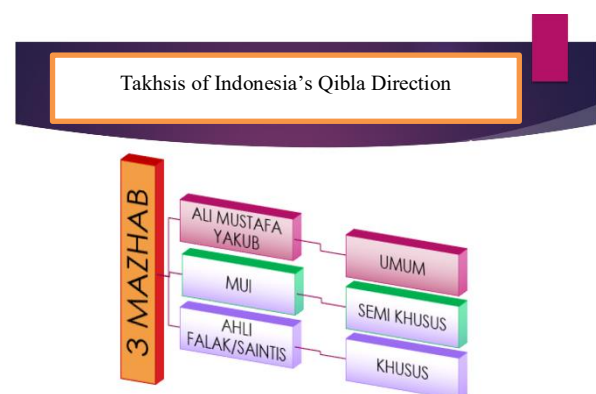 Takhsis of Indonesia’s Qibla Direction
3 MAZHAB
ALI MUSTAFA
YAKUB
UMUM
MUI
SEMI KHUSUS
AHLI
FALAK/SAINTIS
KHUSUS